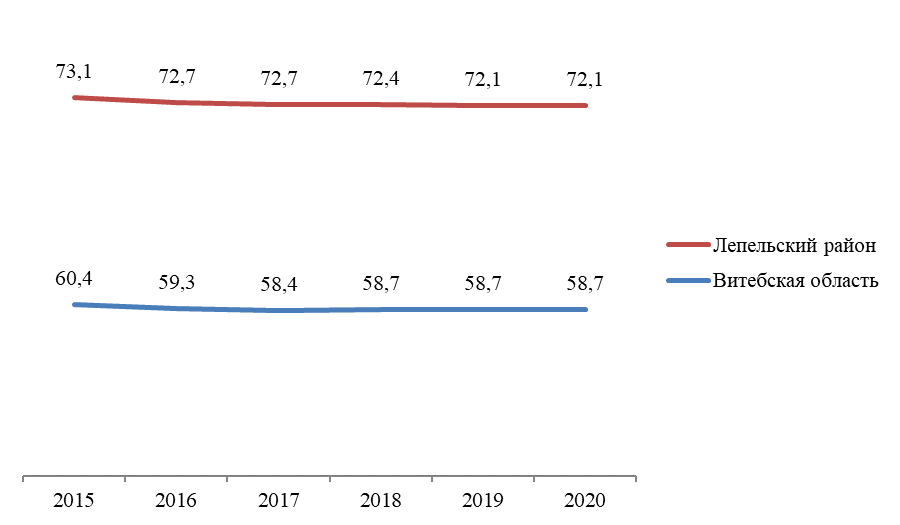 73,1 72,7 72,7 72,4 72,1 72,1
Лепельский район
60,4 59,3 58,4 58,7 58,7 58,7
Витебская область
2015 2016 2017 2018 2019 2020